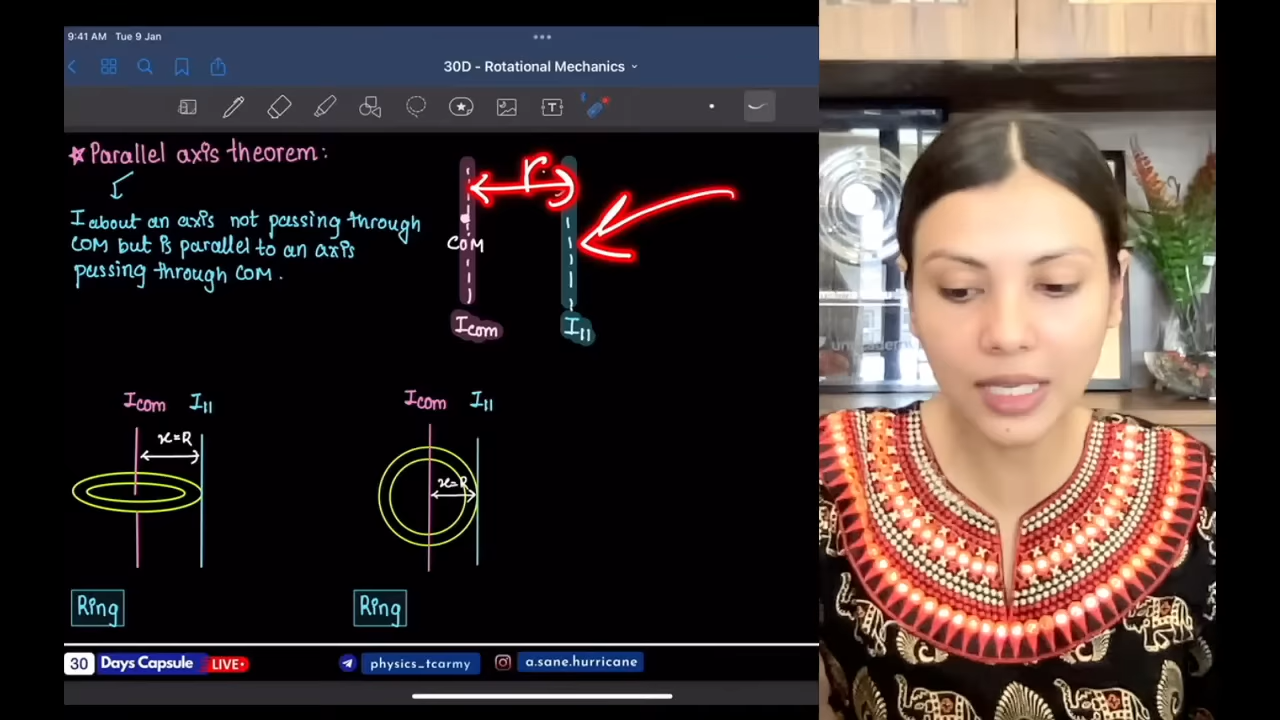 9:41 AM Tue 9 Jan
30D - Rotational Mechanics
☆ Parallel axis theorem:
I about an axis not passing through
COM but is parallel to an axis
passing through COM.
r
COM
Icom
I||
Icom I||
x=R
Ring
Icom I||
x=R
Ring
30 Days Capsule LIVE
physics_tcarmy
a.sane.hurricane